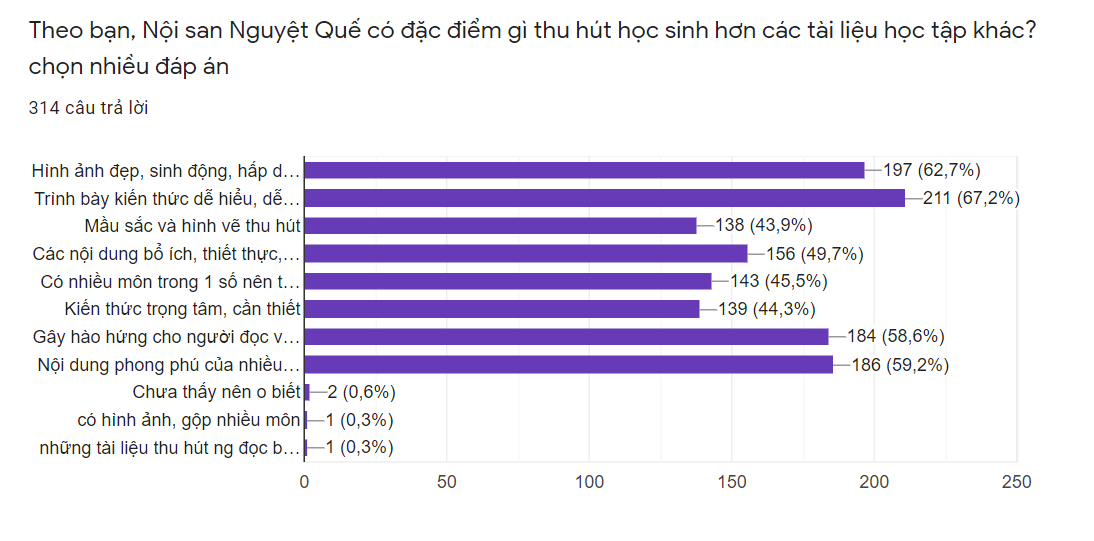 Theo bạn, Nội san Nguyệt Quế có đặc điểm gì thu hút học sinh hơn các tài liệu học tập khác?
chọn nhiều đáp án
314 câu trả lời
Hình ảnh đẹp, sinh động, hấp d... 197 (62,7%)
Trình bày kiến thức dễ hiểu, dễ... 211 (67,2%)
Mầu sắc và hình vẽ thu hút 138 (43,9%)
Các nội dung bổ ích, thiết thực,... 156 (49,7%)
Có nhiều môn trong 1 số nên t... 143 (45,5%)
Kiến thức trọng tâm, cần thiết 139 (44,3%)
Gây hào hứng cho người đọc v... 184 (58,6%)
Nội dung phong phú của nhiều... 186 (59,2%)
Chưa thấy nên o biết 2 (0,6%)
có hình ảnh, gộp nhiều môn 1 (0,3%)
những tài liệu thu hút ng đọc b... 1 (0,3%)
0 50 100 150 200 250